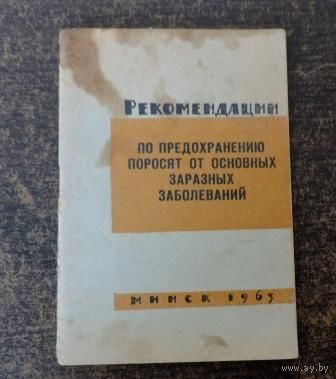 Рекомендации
ПО ПРЕДОХРАНЕНИЮ
ПОРОСЯТ ОТ ОСНОВНЫХ
ЗАРАЗНЫХ
ЗАБОЛЕВАНИЙ
МИНСК 1963
www.ay.by